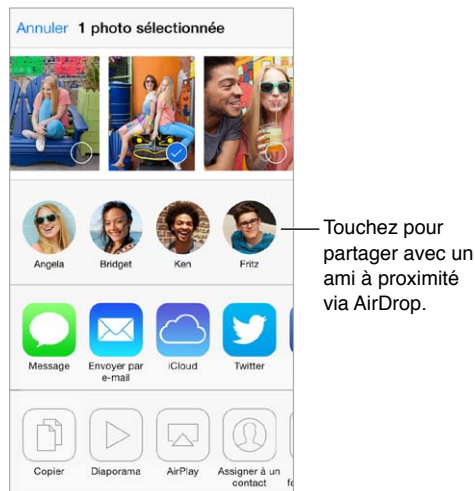 Annuler 1 photo sélectionnée
Angela Bridget Ken Fritz
Touchez pour
partager avec un
ami à proximité
via AirDrop.
Message Envoyer par
e-mail iCloud Twitter
Copier Diaporama AirPlay Assigner à un
contact